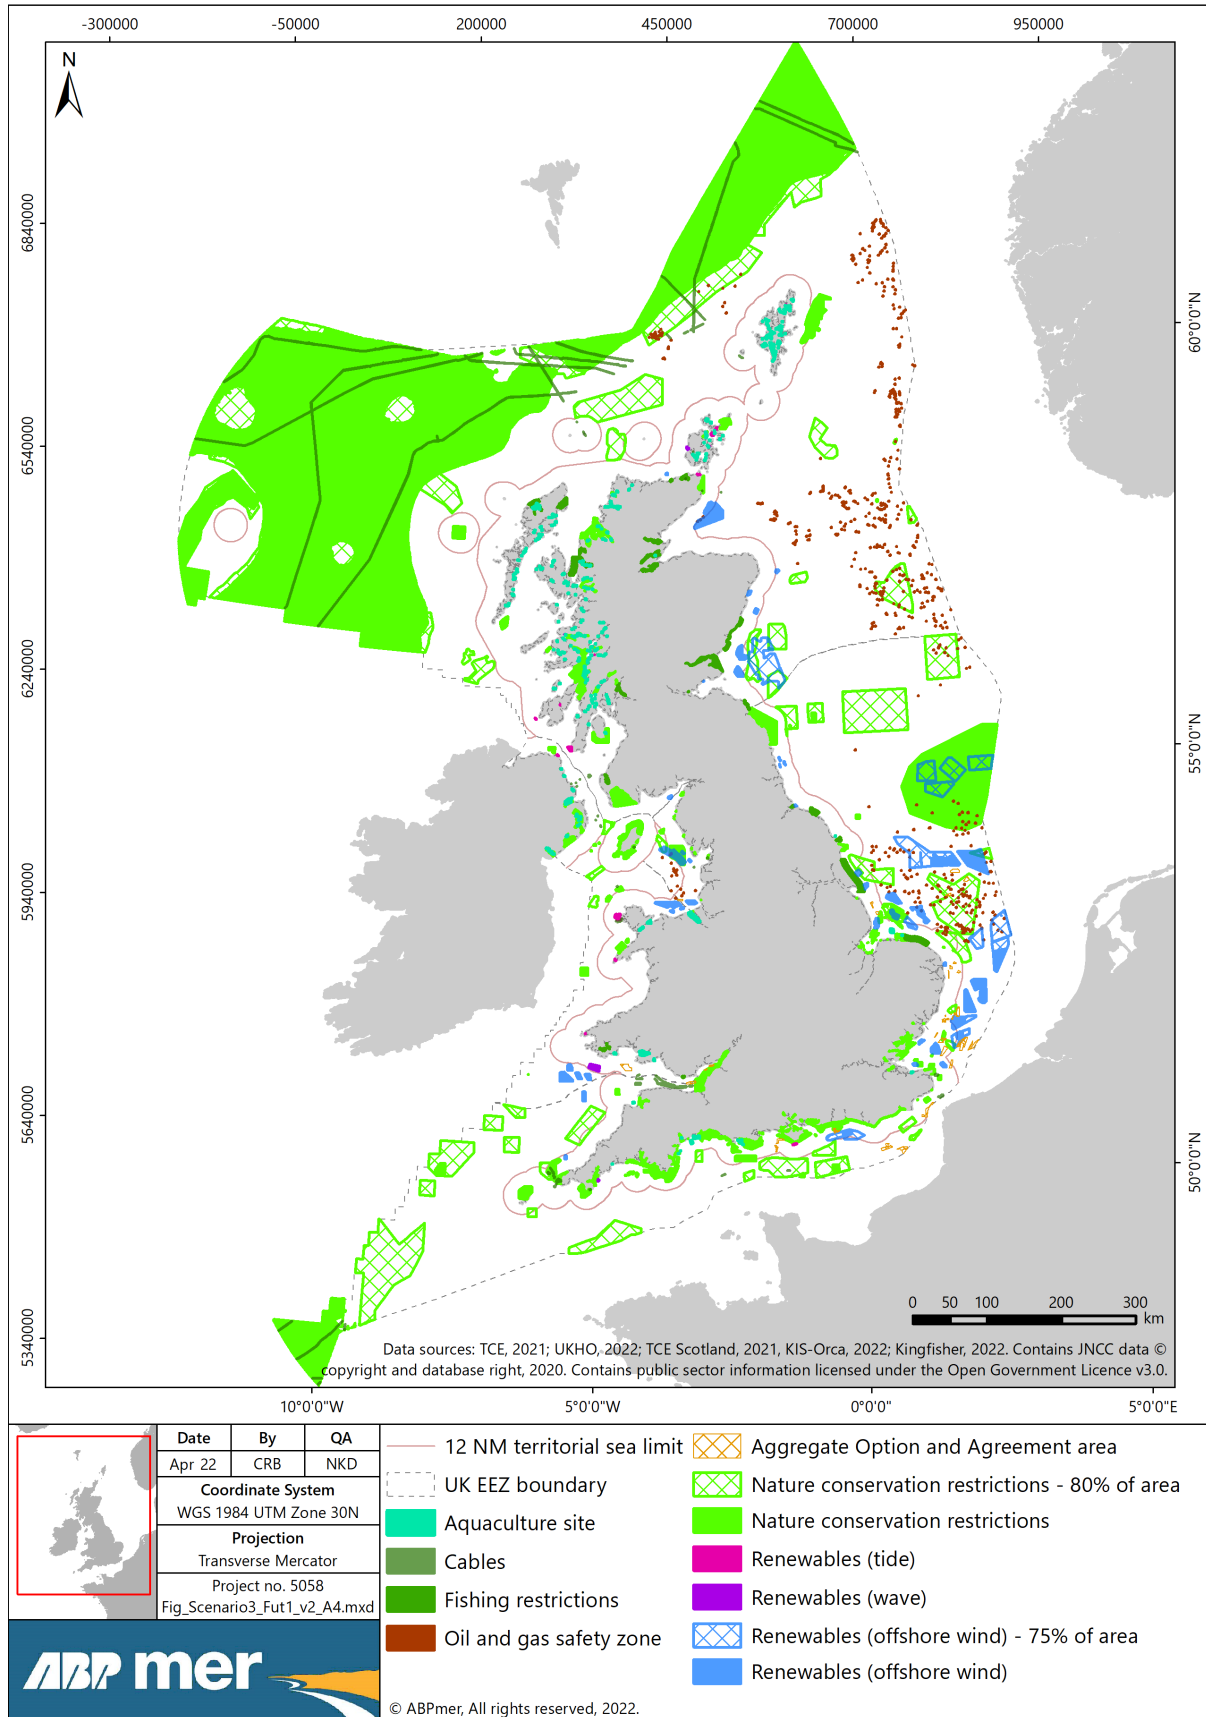 -300000 -50000 200000 450000 700000 950000
N
6840000
6540000
6240000
5940000
5640000
5340000
60°0'0"N
55°0'0"N
50°0'0"N
0 50 100 200 300
km
Data sources: TCE, 2021; UKHO, 2022; TCE Scotland, 2021, KIS-Orca, 2022; Kingfisher, 2022. Contains JNCC data ©
copyright and database right, 2020. Contains public sector information licensed under the Open Government Licence v3.0.
10°0'0"W 5°0'0"W 0°0'0" 5°0'0"E
Date By QA
Apr 22 CRB NKD
Coordinate System
WGS 1984 UTM Zone 30N
Projection
Transverse Mercator
Project no. 5058
Fig_Scenario3_Fut1_v2_A4.mxd
ABP mer
12 NM territorial sea limit
UK EEZ boundary
Aquaculture site
Cables
Fishing restrictions
Oil and gas safety zone
Aggregate Option and Agreement area
Nature conservation restrictions - 80% of area
Nature conservation restrictions
Renewables (tide)
Renewables (wave)
Renewables (offshore wind) - 75% of area
Renewables (offshore wind)
© ABPmer, All rights reserved, 2022.